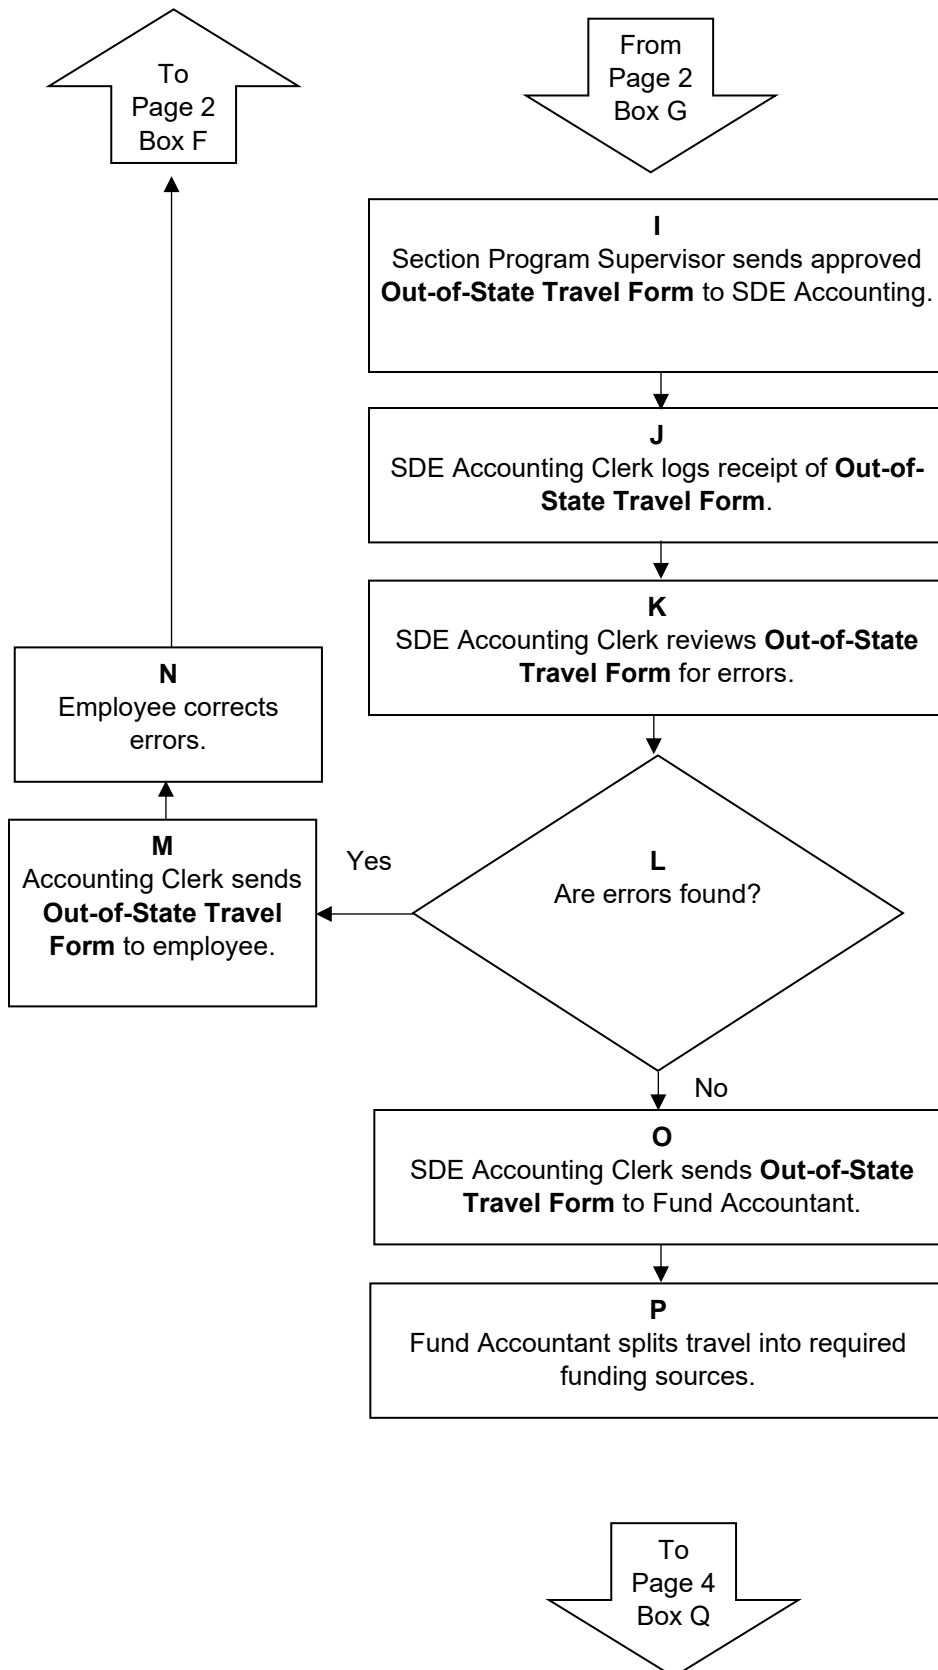 To
Page 2
Box F
From
Page 2
Box G
I
Section Program Supervisor sends approved
Out-of-State Travel Form to SDE Accounting.
J
SDE Accounting Clerk logs receipt of Out-of-
State Travel Form.
K
SDE Accounting Clerk reviews Out-of-State
Travel Form for errors.
N
Employee corrects
errors.
M
Accounting Clerk sends
Out-of-State Travel
Form to employee.
Yes
L
Are errors found?
No
O
SDE Accounting Clerk sends Out-of-State
Travel Form to Fund Accountant.
P
Fund Accountant splits travel into required
funding sources.
To
Page 4
Box Q